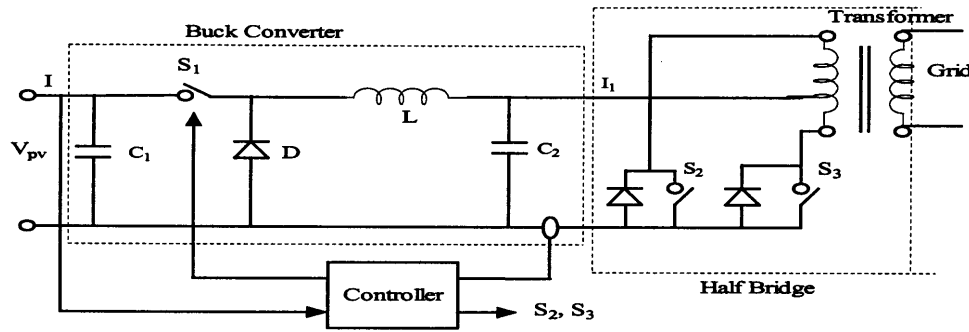 Transformer
Buck Converter
S1
I
I1
Grid
L
Vpv
C1
D
C2
S2
S3
Controller
S2, S3
Half Bridge